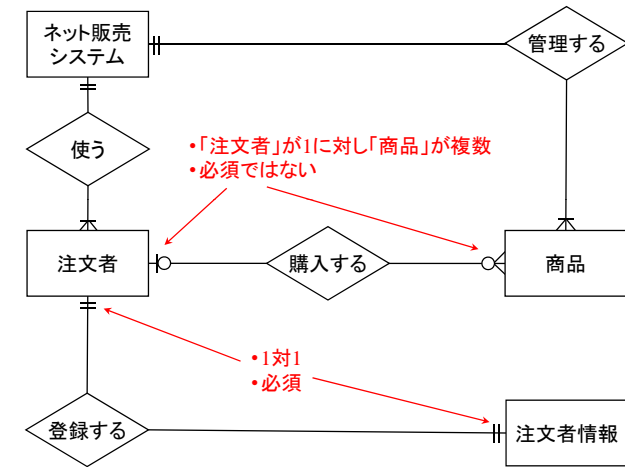 ネット販売
システム
管理する
使う
•「注文者」が1に対し「商品」が複数
•必須ではない
注文者
購入する
商品
•1対1
•必須
登録する
注文者情報